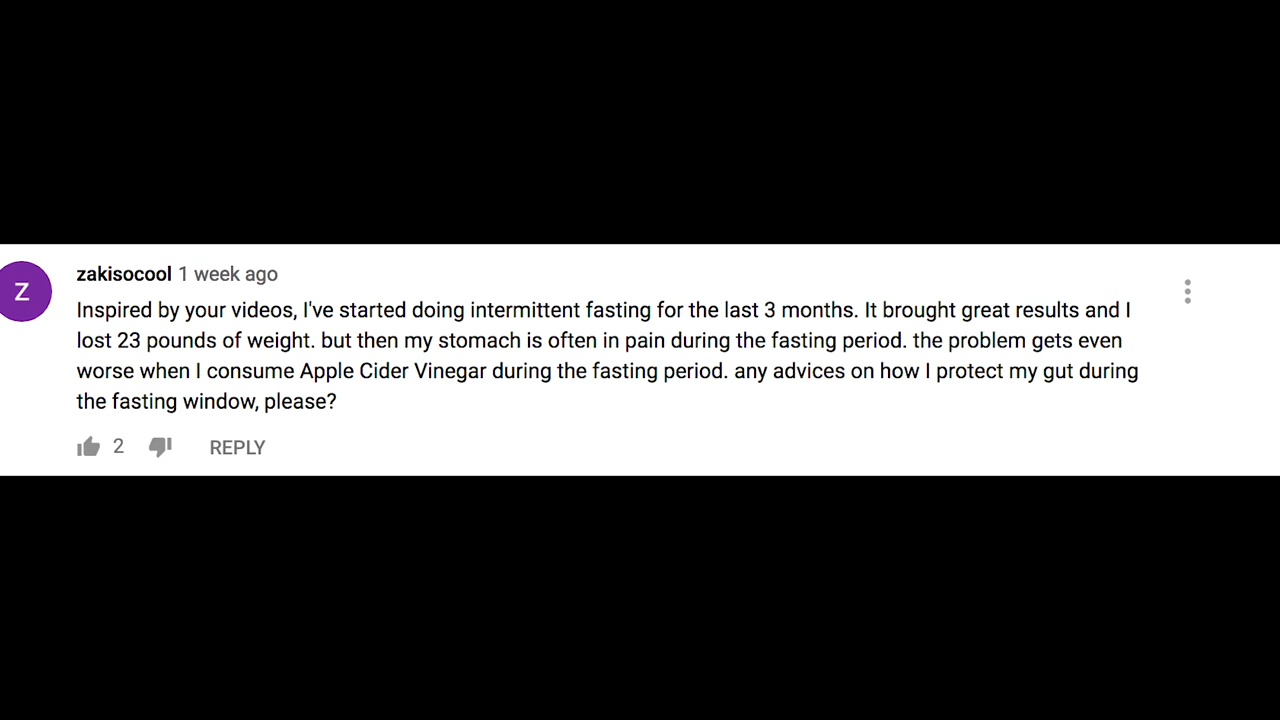 Z
zakisocool 1 week ago
Inspired by your videos, I've started doing intermittent fasting for the last 3 months. It brought great results and I
lost 23 pounds of weight. but then my stomach is often in pain during the fasting period. the problem gets even
worse when I consume Apple Cider Vinegar during the fasting period. any advices on how I protect my gut during
the fasting window, please?
2 REPLY